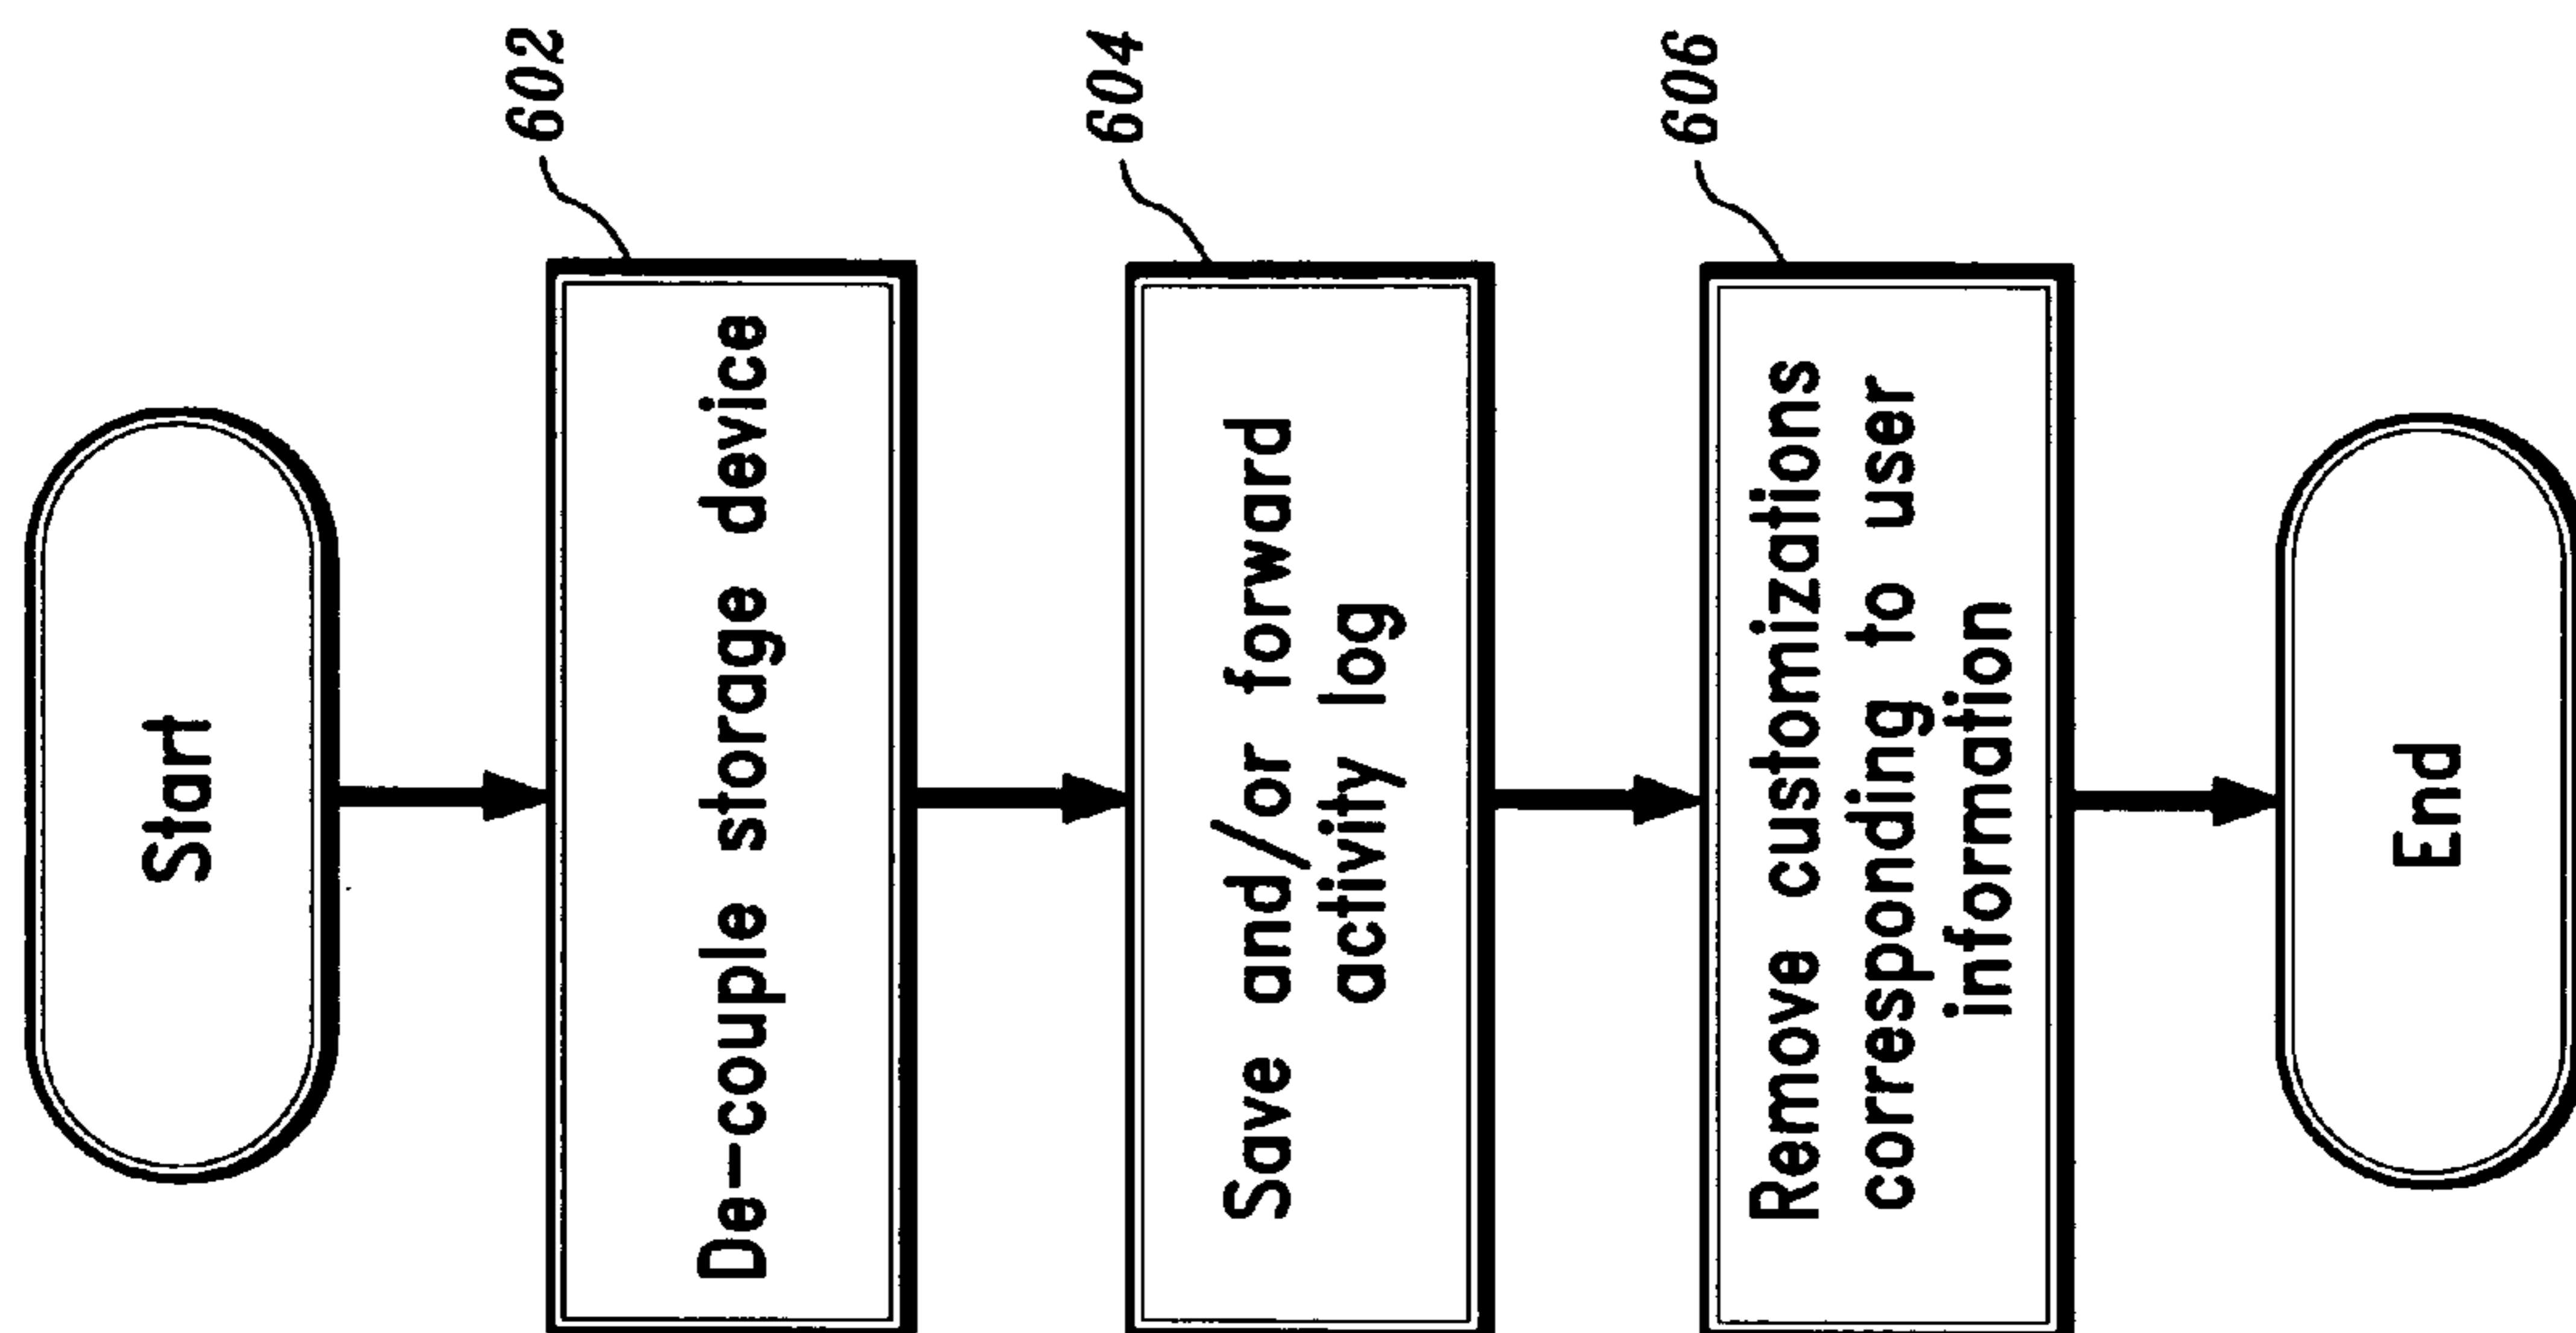 Start
602
De-couple storage device
604
Save and/or forward
activity log
606
Remove customizations
corresponding to user
information
End